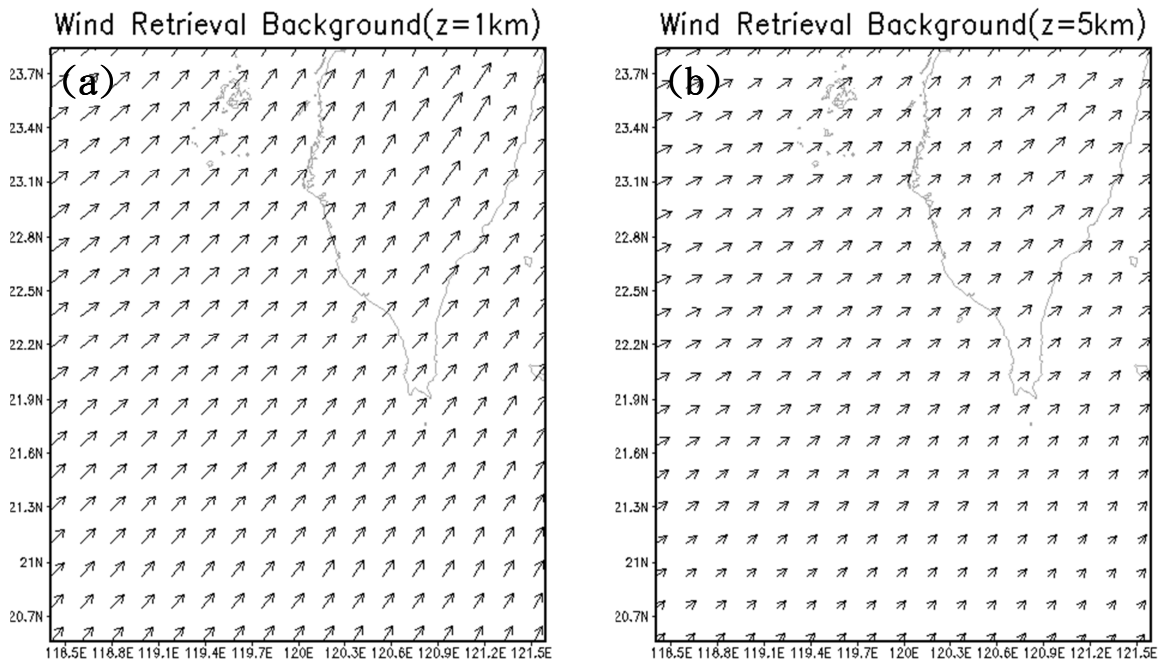 Wind Retrieval Background(z=1km)
(a)
23.7N
23.4N
23.1N
22.8N
22.5N
22.2N
21.9N
21.6N
21.3N
21N
20.7N
118.5E 118.8E 119.1E 119.4E 119.7E 120E 120.3E 120.6E 120.9E 121.2E 121.5E
Wind Retrieval Background(z=5km)
(b)
23.7N
23.4N
23.1N
22.8N
22.5N
22.2N
21.9N
21.6N
21.3N
21N
20.7N
118.5E 118.8E 119.1E 119.4E 119.7E 120E 120.3E 120.6E 120.9E 121.2E 121.5E